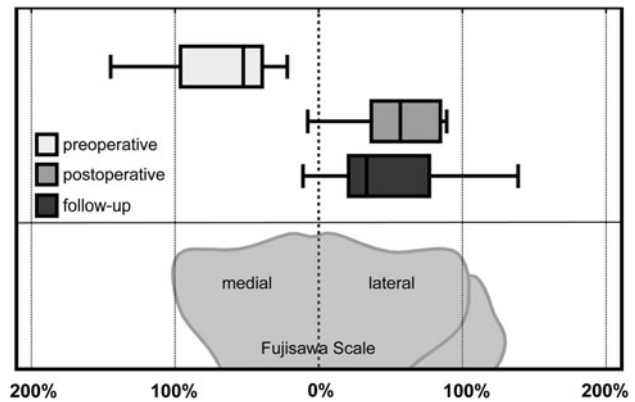 preoperative
postoperative
follow-up
medial lateral
Fujisawa Scale
200% 100% 0% 100% 200%